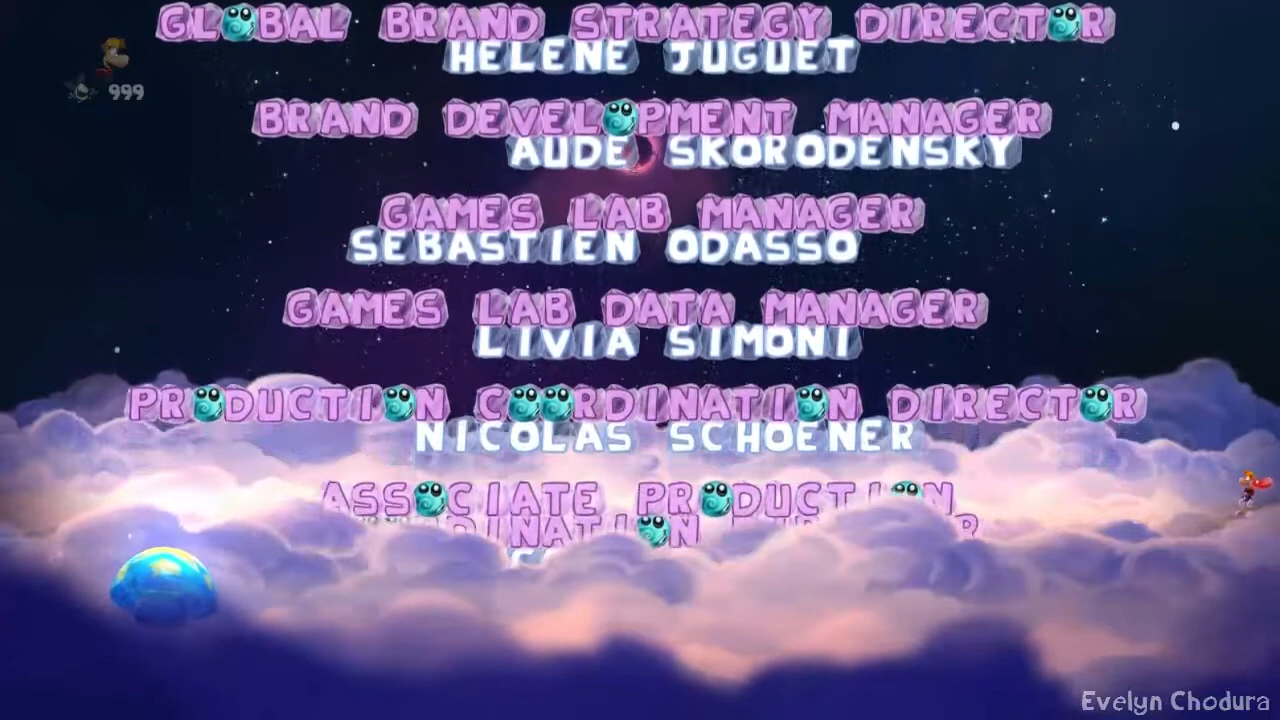 GLOBAL BRAND STRATEGY DIRECTOR
HELENE JUGUET
999
BRAND DEVELOPMENT MANAGER
AUDE SKORODENSKY
GAMES LAB MANAGER
SEBASTIEN ODASSO
GAMES LAB DATA MANAGER
LIVIA SIMONI
PRODUCTION COORDINATION DIRECTOR
NICOLAS SCHOENER
ASSOCIATE PRODUCTION
Evelyn Chodura